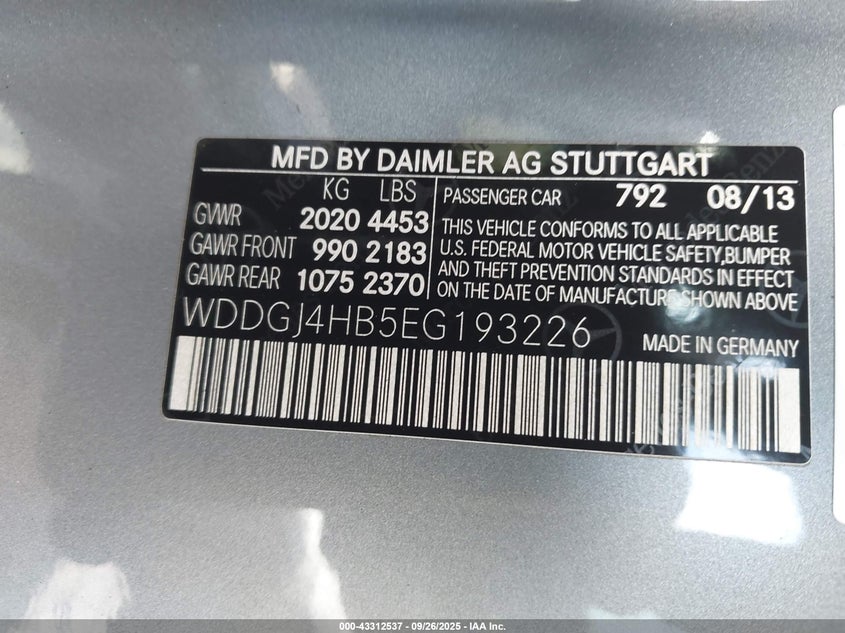 MFD BY DAIMLER AG STUTTGART
KG LBS
GVWR 2020 4453
GAWR FRONT 990 2183
GAWR REAR 1075 2370
PASSENGER CAR 792 08/13
THIS VEHICLE CONFORMS TO ALL APPLICABLE
U.S. FEDERAL MOTOR VEHICLE SAFETY,BUMPER
AND THEFT PREVENTION STANDARDS IN EFFECT
ON THE DATE OF MANUFACTURE SHOWN ABOVE
WDDGJ4HB5EG193226
MADE IN GERMANY
000-43312537 - 09/26/2025 - IAA Inc.